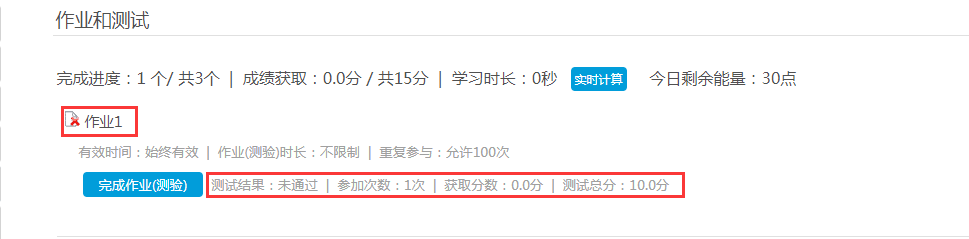 作业和测试
完成进度：1 个/ 共3个 | 成绩获取：0.0分 / 共15分 | 学习时长：0秒 实时计算 今日剩余能量：30点
作业1
有效时间：始终有效 | 作业(测验)时长：不限制 | 重复参与：允许100次
完成作业(测验) 测试结果：未通过 | 参加次数：1次 | 获取分数：0.0分 | 测试总分：10.0分